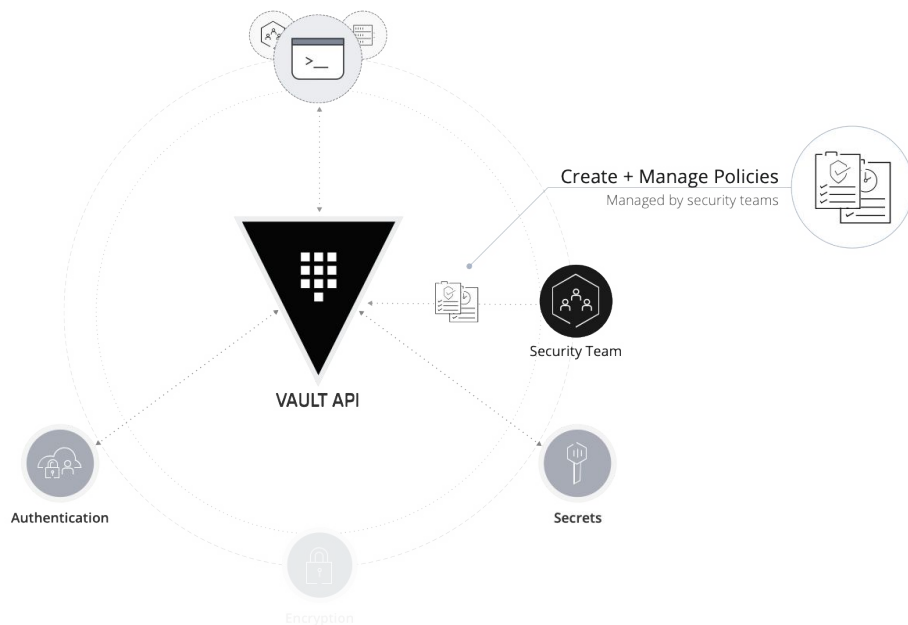 >_
Create + Manage Policies
Managed by security teams
Security Team
VAULT API
Authentication
Secrets
Encryption